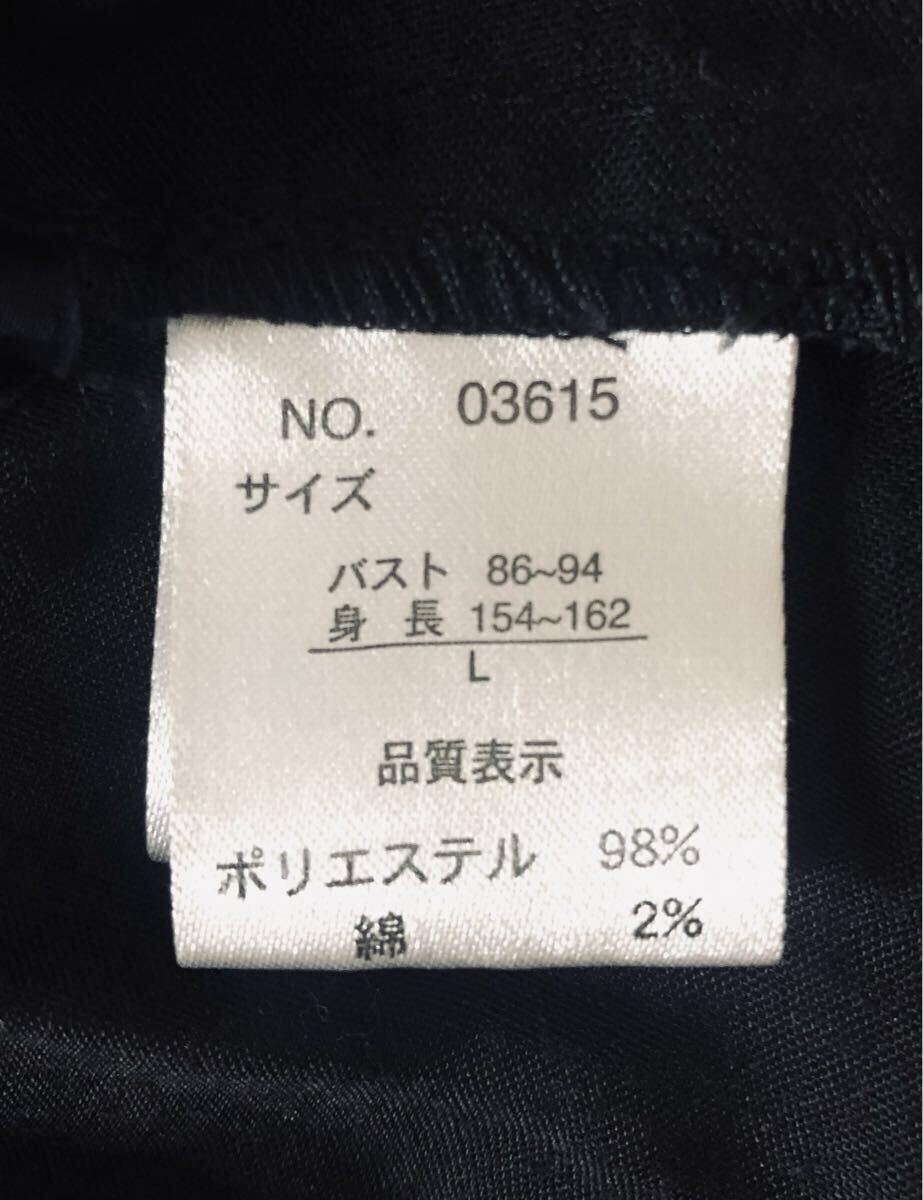 NO. 03615
サイズ
バスト 86~94
身長 154~162
L
品質表示
ポリエステル 98%
綿 2%